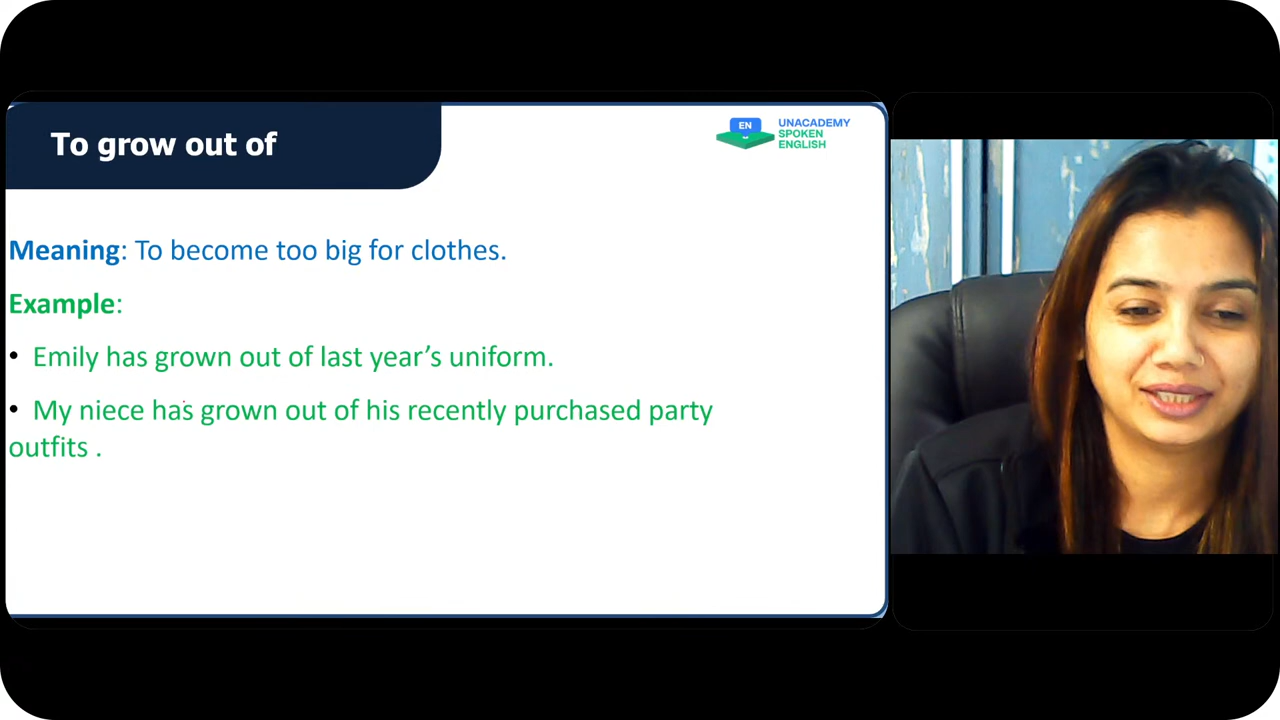 To grow out of
EN
UNACADEMY
SPOKEN
ENGLISH
Meaning: To become too big for clothes.
Example:
• Emily has grown out of last year’s uniform.
• My niece has grown out of his recently purchased party
outfits .